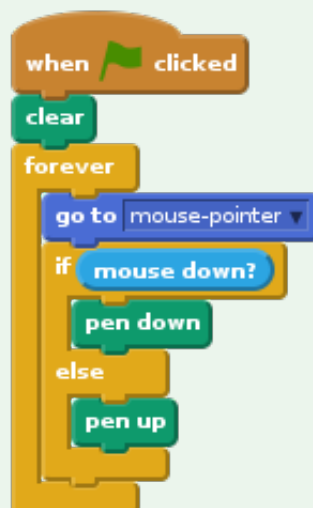 when clicked
clear
forever
go to mouse-pointer
if mouse down?
pen down
else
pen up